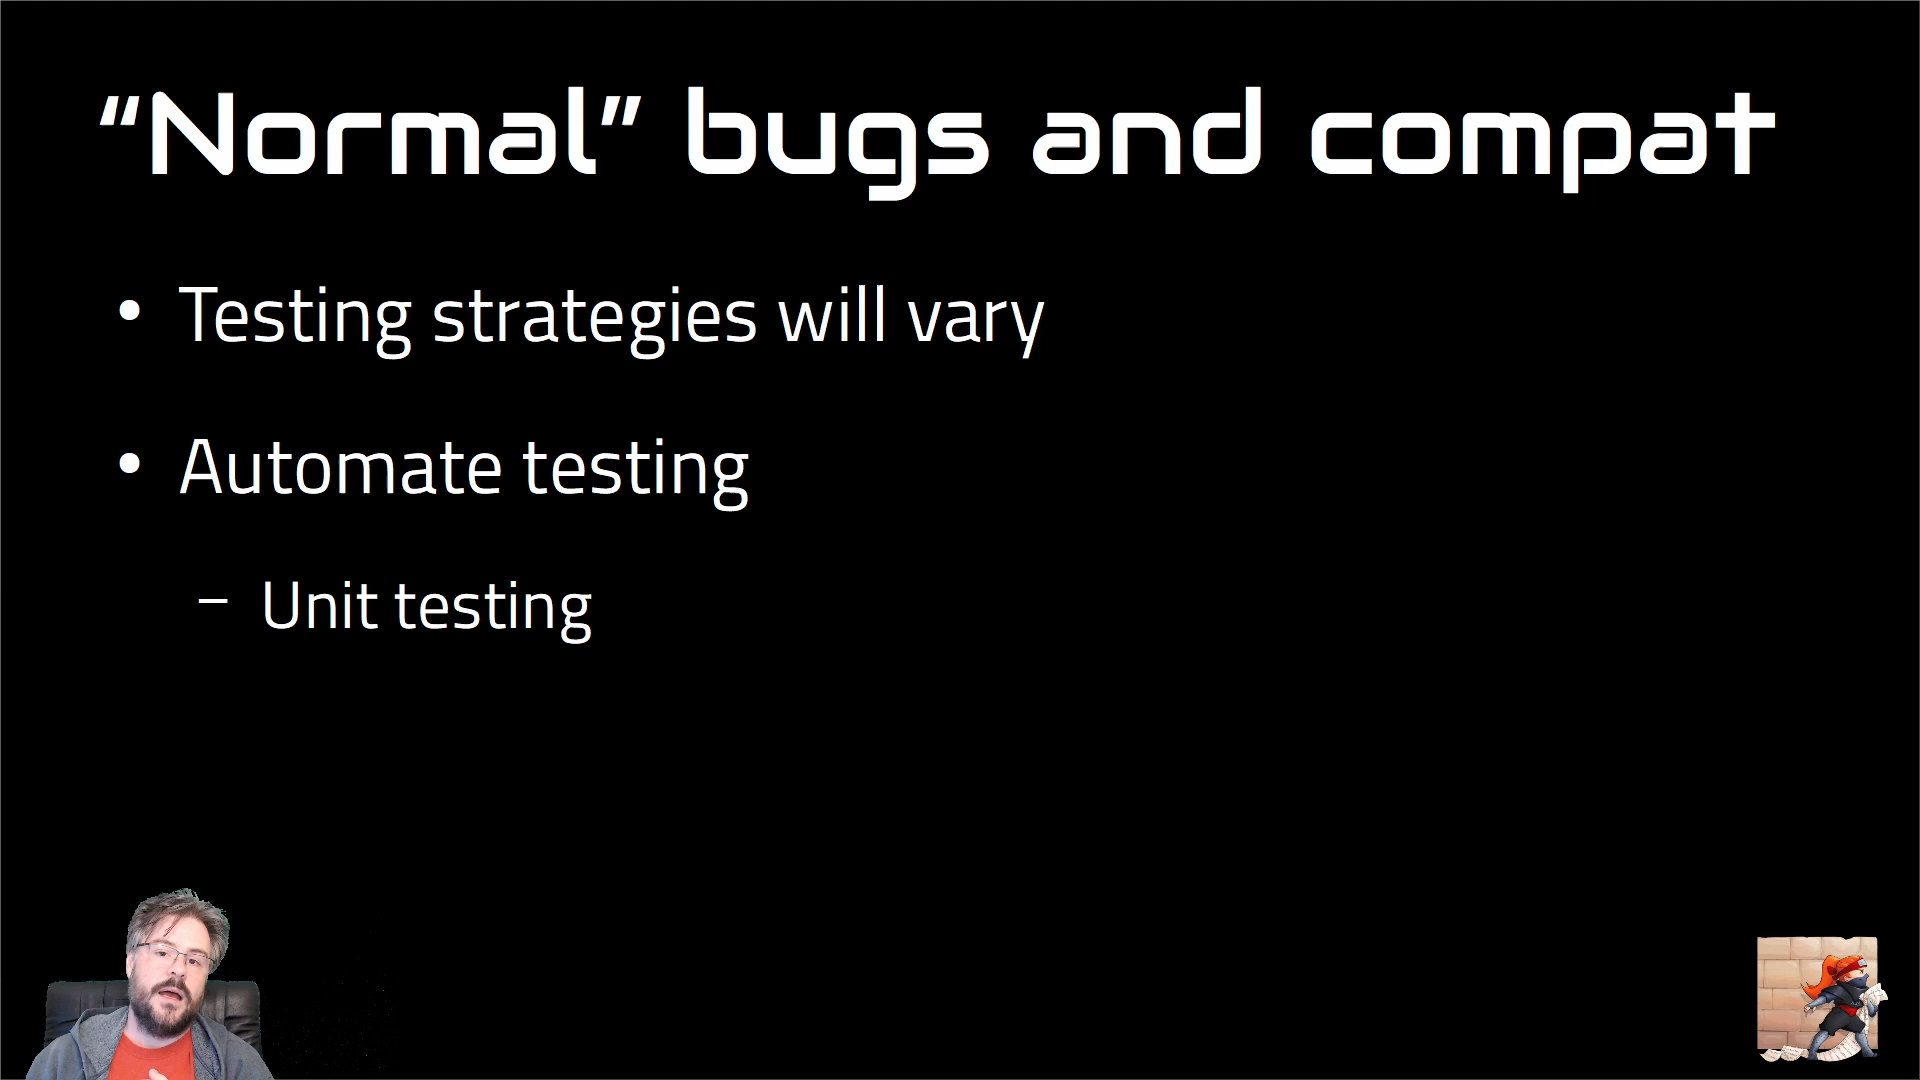 “Normal” bugs and compat
• Testing strategies will vary
• Automate testing
– Unit testing